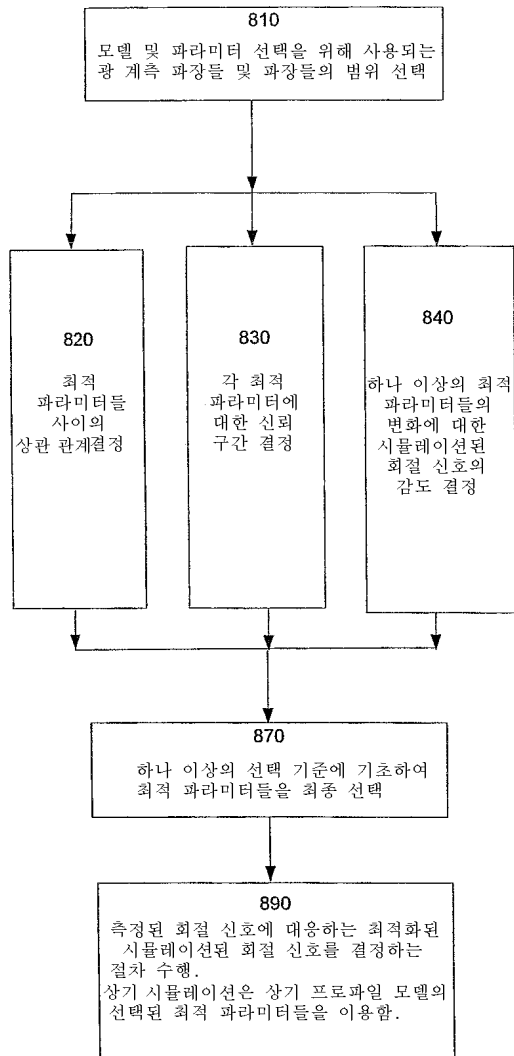 810
모델 및 파라미터 선택을 위해 사용되는
광 계측 파장들 및 파장들의 범위 선택
820
최적
파라미터들
사이의
상관 관계결정
830
각 최적
파라미터에
대한 신뢰
구간 결정
840
하나 이상의 최적
파라미터들의
변화에 대한
시뮬레이션된
회절 신호의
감도 결정
870
하나 이상의 선택 기준에 기초하여
최적 파라미터들을 최종 선택
890
측정된 회절 신호에 대응하는 최적화된
시뮬레이션된 회절 신호를 결정하는
절차 수행.
상기 시뮬레이션은 상기 프로파일 모델의
선택된 최적 파라미터들을 이용함.